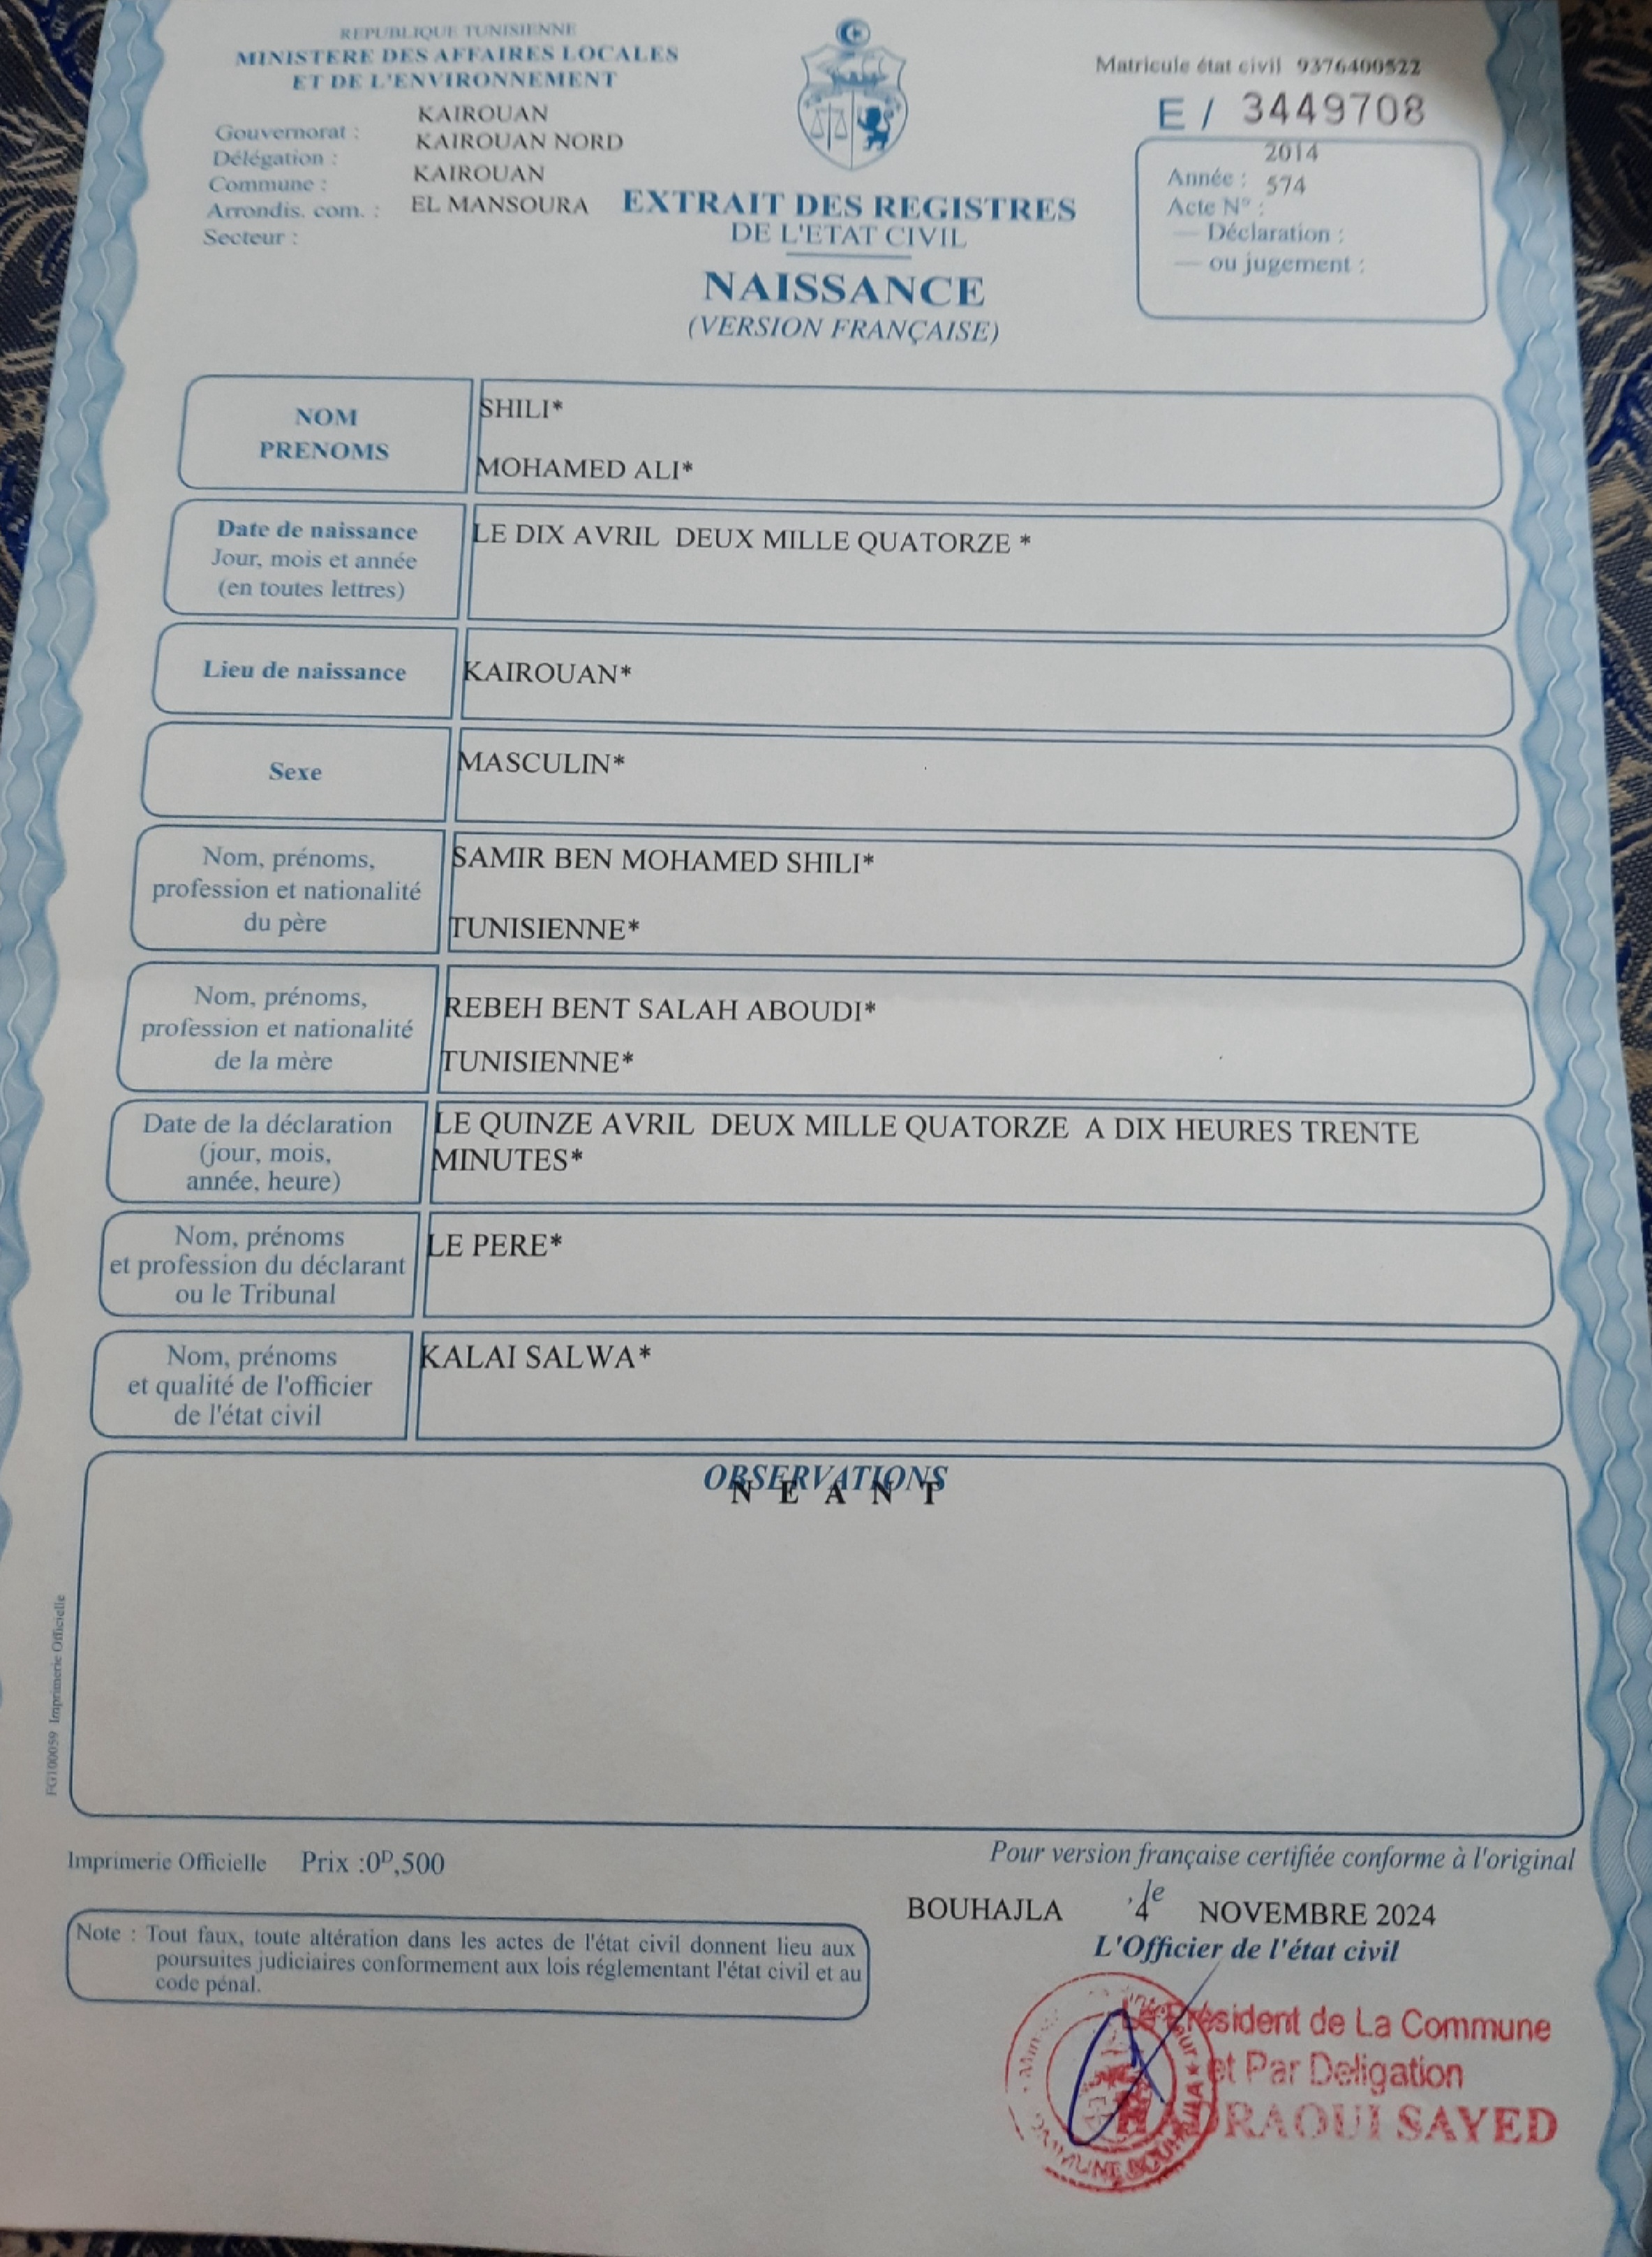 REPUBLIQUE TUNISIENNE
MINISTERE DES AFFAIRES LOCALES
ET DE L'ENVIRONNEMENT
Gouvernorat : KAIROUAN
Délégation : KAIROUAN NORD
Commune : KAIROUAN
Arrondis. com. : EL MANSOURA
Secteur :
Matricule état civil 9376400522
E / 3449708
2014
Année : 574
Acte N° :
— Déclaration :
— ou jugement :
EXTRAIT DES REGISTRES
DE L'ETAT CIVIL
NAISSANCE
(VERSION FRANÇAISE)
NOM
PRENOMS
SHILI*
MOHAMED ALI*
Date de naissance
Jour, mois et année
(en toutes lettres)
LE DIX AVRIL DEUX MILLE QUATORZE *
Lieu de naissance
KAIROUAN*
Sexe
MASCULIN*
Nom, prénoms,
profession et nationalité
du père
SAMIR BEN MOHAMED SHILI*
TUNISIENNE*
Nom, prénoms,
profession et nationalité
de la mère
REBEH BENT SALAH ABOUDI*
TUNISIENNE*
Date de la déclaration
(jour, mois,
année, heure)
LE QUINZE AVRIL DEUX MILLE QUATORZE A DIX HEURES TRENTE
MINUTES*
Nom, prénoms
et profession du déclarant
ou le Tribunal
LE PERE*
Nom, prénoms
et qualité de l'officier
de l'état civil
KALAI SALWA*
OBSERVATIONS
N E A N T
FG100059 Imprimerie Officielle
Imprimerie Officielle Prix :0D,500
Pour version française certifiée conforme à l'original
BOUHAJLA , le 4 NOVEMBRE 2024
L'Officier de l'état civil
Note : Tout faux, toute altération dans les actes de l'état civil donnent lieu aux
poursuites judiciaires conformement aux lois réglementant l'état civil et au
code pénal.
Le Président de La Commune
et Par Deligation
HADRAOUI SAYED